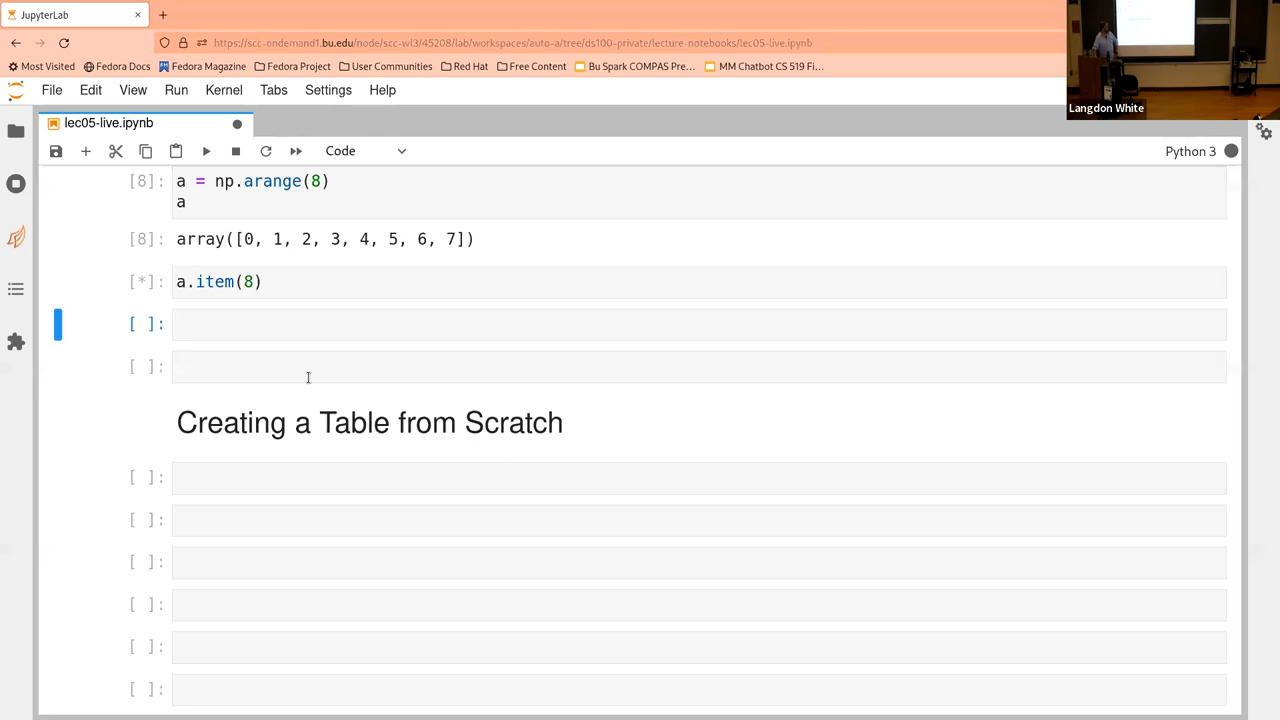 JupyterLab
https://scc-ondemand1.bu.edu/node/scc-wl3/45208/lab/workspaces/auto-a/tree/ds100-private/lecture-notebooks/lec05-live.ipynb
Most Visited Fedora Docs Fedora Magazine Fedora Project User Communities Red Hat Free Content Bu Spark COMPAS Pre… MM Chatbot CS 519 Fi…
Langdon White
File Edit View Run Kernel Tabs Settings Help
lec05-live.ipynb
Code Python 3
[8]: a = np.arange(8)
a
[8]: array([0, 1, 2, 3, 4, 5, 6, 7])
[*]: a.item(8)
[ ]:
[ ]:
Creating a Table from Scratch
[ ]:
[ ]:
[ ]:
[ ]:
[ ]:
[ ]: